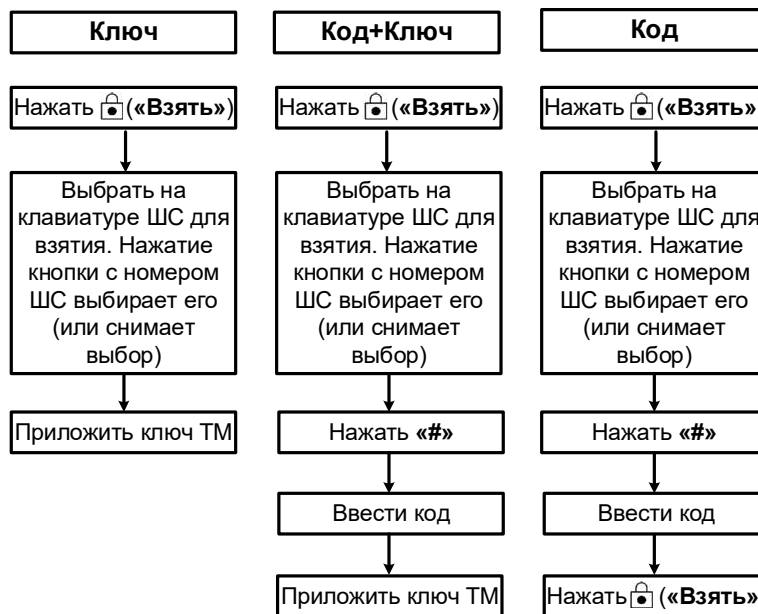 Ключ
Нажать («Взять»)
Выбрать на
клавиатуре ШС для
взятия. Нажатие
кнопки с номером
ШС выбирает его
(или снимает
выбор)
Приложить ключ ТМ
Код+Ключ
Нажать («Взять»)
Выбрать на
клавиатуре ШС для
взятия. Нажатие
кнопки с номером
ШС выбирает его
(или снимает
выбор)
Нажать «#»
Ввести код
Приложить ключ ТМ
Код
Нажать («Взять»
Выбрать на
клавиатуре ШС для
взятия. Нажатие
кнопки с номером
ШС выбирает его
(или снимает
выбор)
Нажать «#»
Ввести код
Нажать («Взять»